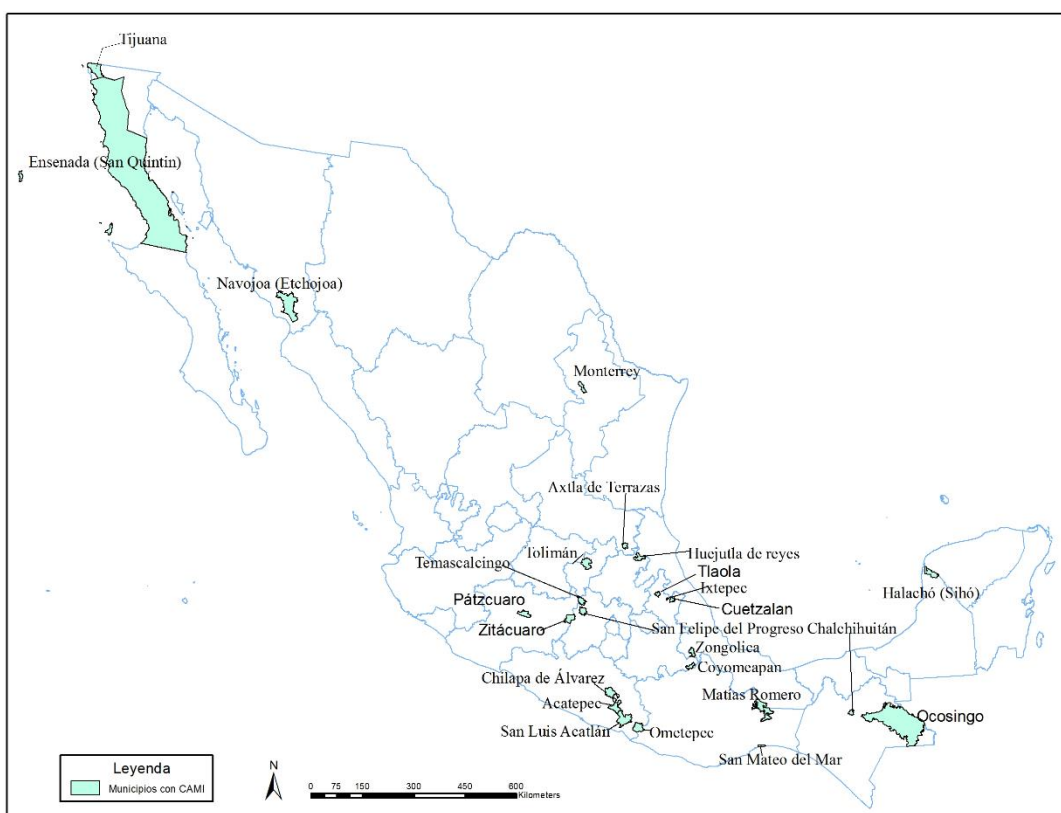 Tijuana
Ensenada (San Quintin)
Navojoa (Etchojoa)
Monterrey
Axtla de Terrazas
Tolimán
Huejutla de reyes
Temascalcingo
Tlaola
Ixtepec
Halachó (Sihó)
Pátzcuaro
Cuetzalan
Zitácuaro
San Felipe del Progreso
Chalchihuitán
Zongolica
Coyomeapan
Chilapa de Álvarez
Matías Romero
Acatepec
Ocosingo
San Luis Acatlán
Ometepec
San Mateo del Mar
Leyenda
Municipios con CAMI
N
0 75 150 300 450 600
Kilometers